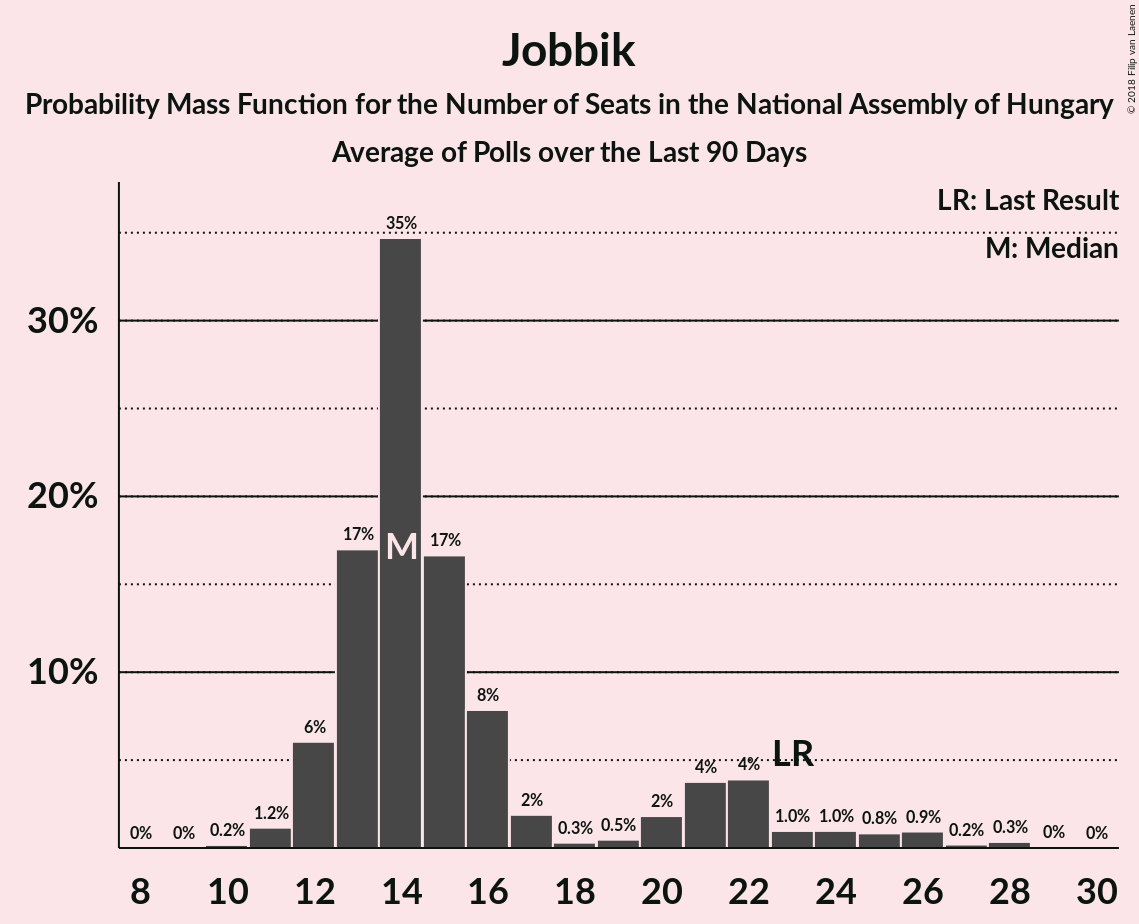 Jobbik
Probability Mass Function for the Number of Seats in the National Assembly of Hungary
Average of Polls over the Last 90 Days
© 2018 Filip van Laenen
LR: Last Result
M: Median
30%
20%
10%
0%
0%
0.2%
1.2%
6%
17%
35%
M
17%
8%
2%
0.3%
0.5%
2%
4%
4%
LR
1.0%
1.0%
0.8%
0.9%
0.2%
0.3%
0%
0%
8 10 12 14 16 18 20 22 24 26 28 30